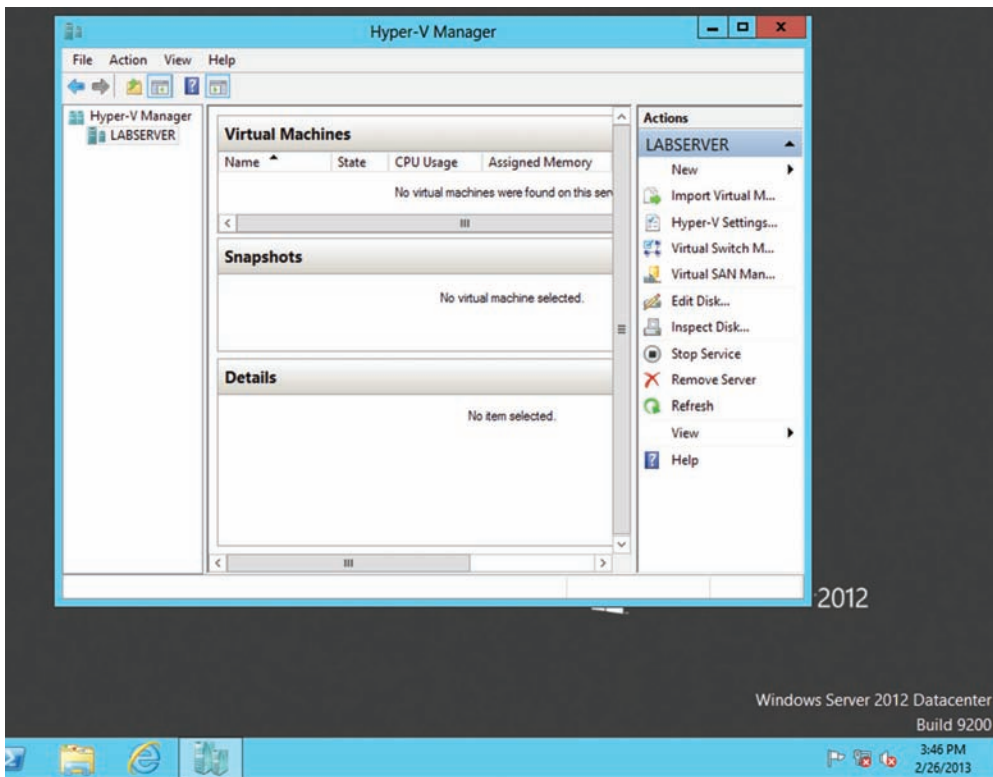 Hyper-V Manager
File Action View Help
Hyper-V Manager
LABSERVER
Virtual Machines
Name State CPU Usage Assigned Memory
No virtual machines were found on this ser
Snapshots
No virtual machine selected.
Details
No item selected.
Actions
LABSERVER
New
Import Virtual M...
Hyper-V Settings...
Virtual Switch M...
Virtual SAN Man...
Edit Disk...
Inspect Disk...
Stop Service
Remove Server
Refresh
View
Help
2012
Windows Server 2012 Datacenter
Build 9200
3:46 PM
2/26/2013